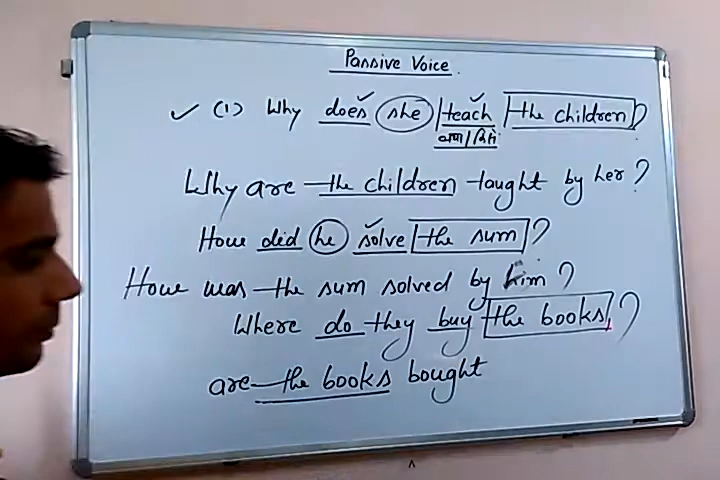 Passive Voice.
(1) Why does she teach the children?
Why are the children taught by her?
How did he solve the sum?
How was the sum solved by him?
Where do they buy the books?
are the books bought